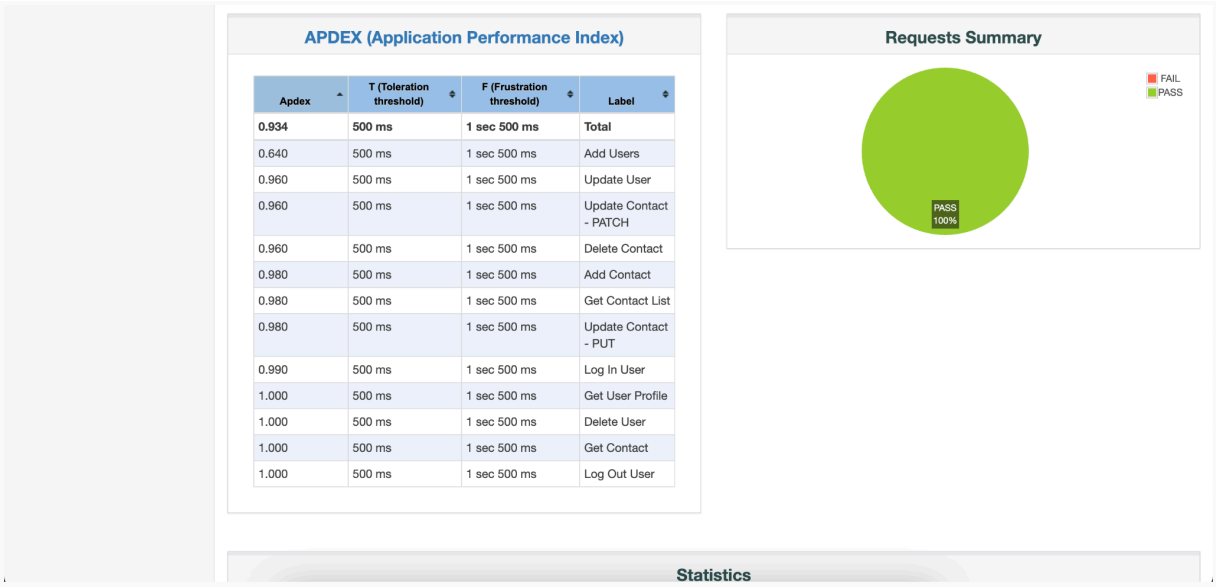 APDEX (Application Performance Index)
Apdex
T (Toleration
threshold)
F (Frustration
threshold)
Label
0.934 500 ms 1 sec 500 ms Total
0.640 500 ms 1 sec 500 ms Add Users
0.960 500 ms 1 sec 500 ms Update User
0.960 500 ms 1 sec 500 ms Update Contact
- PATCH
0.960 500 ms 1 sec 500 ms Delete Contact
0.980 500 ms 1 sec 500 ms Add Contact
0.980 500 ms 1 sec 500 ms Get Contact List
0.980 500 ms 1 sec 500 ms Update Contact
- PUT
0.990 500 ms 1 sec 500 ms Log In User
1.000 500 ms 1 sec 500 ms Get User Profile
1.000 500 ms 1 sec 500 ms Delete User
1.000 500 ms 1 sec 500 ms Get Contact
1.000 500 ms 1 sec 500 ms Log Out User
Requests Summary
FAIL
PASS
PASS
100%
Statistics